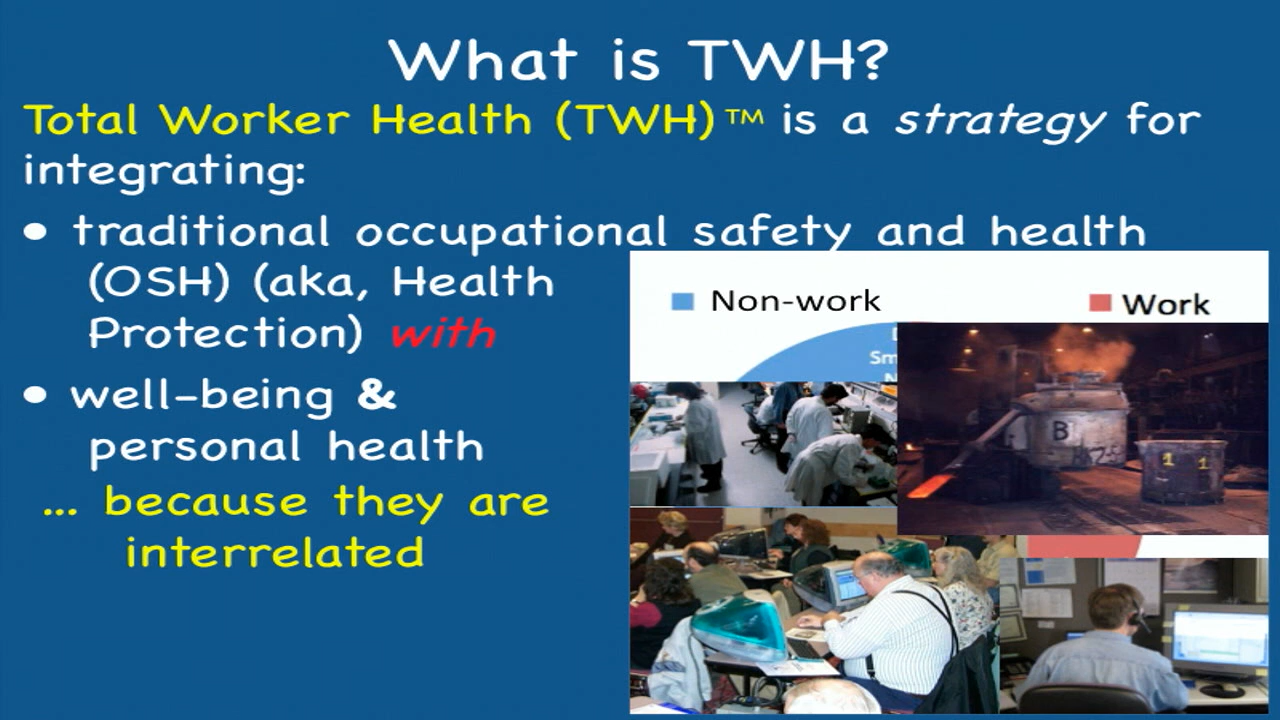 What is TWH?
Total Worker Health (TWH)™ is a strategy for
integrating:
• traditional occupational safety and health
(OSH) (aka, Health
Protection) with
• well-being &
personal health
... because they are
interrelated
Non-work
Work
Sm
B
1 1